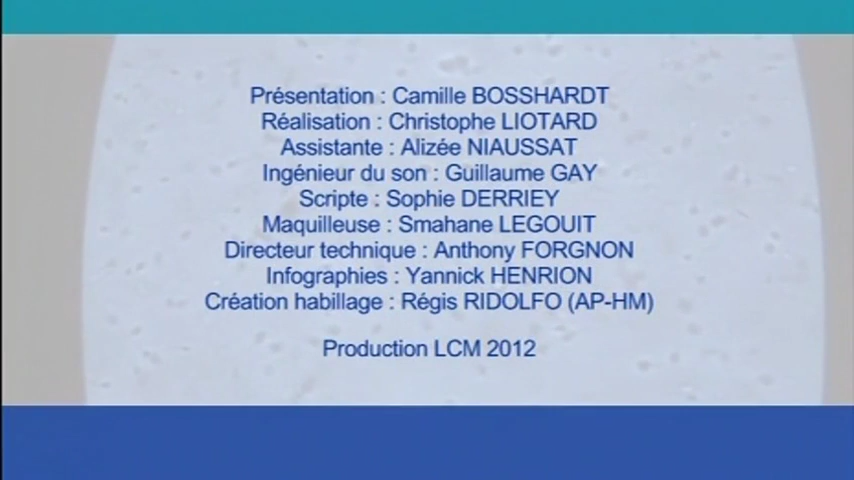 Présentation : Camille BOSSHARDT
Réalisation : Christophe LIOTARD
Assistante : Alizée NIAUSSAT
Ingénieur du son : Guillaume GAY
Scripte : Sophie DERRIEY
Maquilleuse : Smahane LEGOUIT
Directeur technique : Anthony FORGNON
Infographies : Yannick HENRION
Création habillage : Régis RIDOLFO (AP-HM)
Production LCM 2012